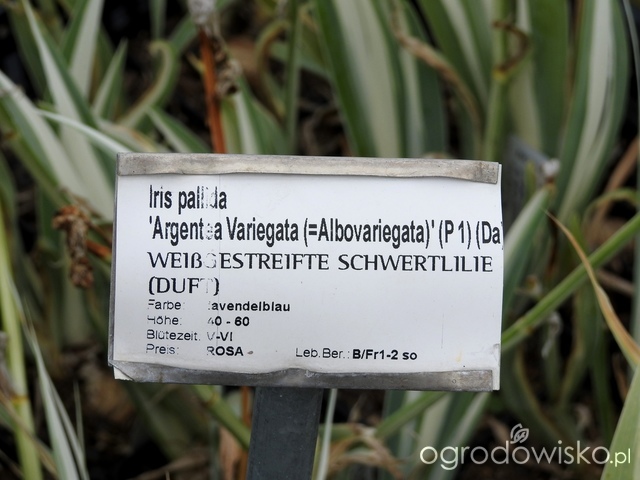 Iris pallida
'Argentea Variegata (=Albovariegata)' (P 1) (Da
WEIßGESTREIFTE SCHWERTLILIE
(DUFT)
Farbe: lavendelblau
Höhe: 40 - 60
Blütezeit: V-VI
Preis: ROSA - Leb.Ber.: B/Fr1-2 so
ogrodowisko.pl